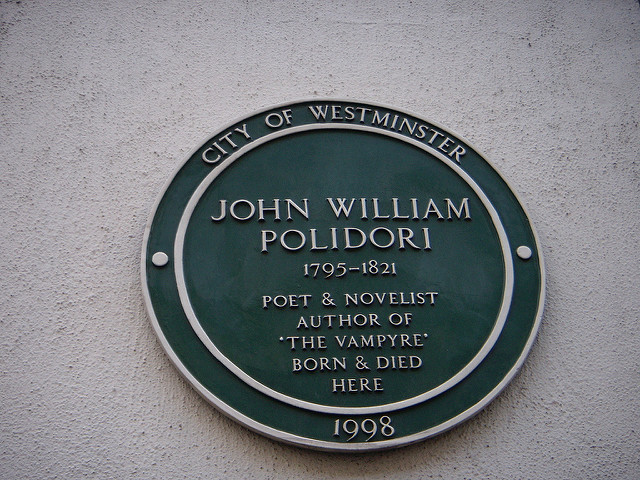 CITY OF WESTMINSTER
JOHN WILLIAM
POLIDORI
1795-1821
POET & NOVELIST
AUTHOR OF
'THE VAMPYRE'
BORN & DIED
HERE
1998